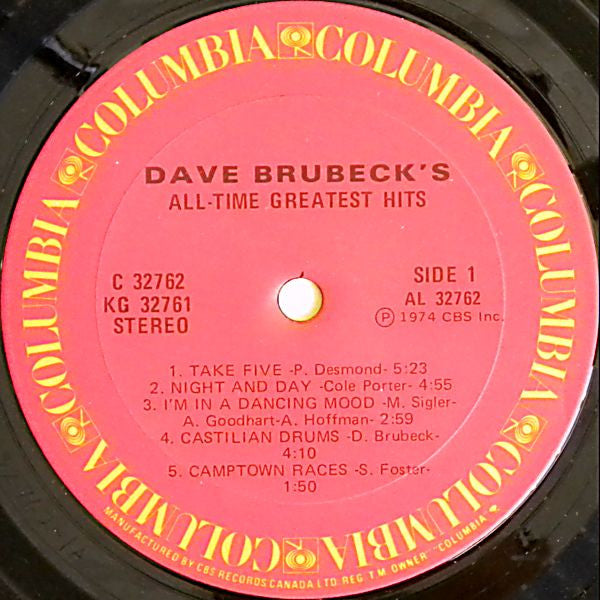 COLUMBIA COLUMBIA COLUMBIA COLUMBIA COLUMBIA COLUMBIA
DAVE BRUBECK'S
ALL-TIME GREATEST HITS
C 32762
KG 32761
STEREO
SIDE 1
AL 32762
Ⓟ 1974 CBS Inc.
1. TAKE FIVE -P. Desmond- 5:23
2. NIGHT AND DAY -Cole Porter- 4:55
3. I'M IN A DANCING MOOD -M. Sigler-
A. Goodhart-A. Hoffman- 2:59
4. CASTILIAN DRUMS -D. Brubeck-
4:10
5. CAMPTOWN RACES -S. Foster-
1:50
MANUFACTURED BY CBS RECORDS CANADA LTD. REG. T.M. OWNER "COLUMBIA"